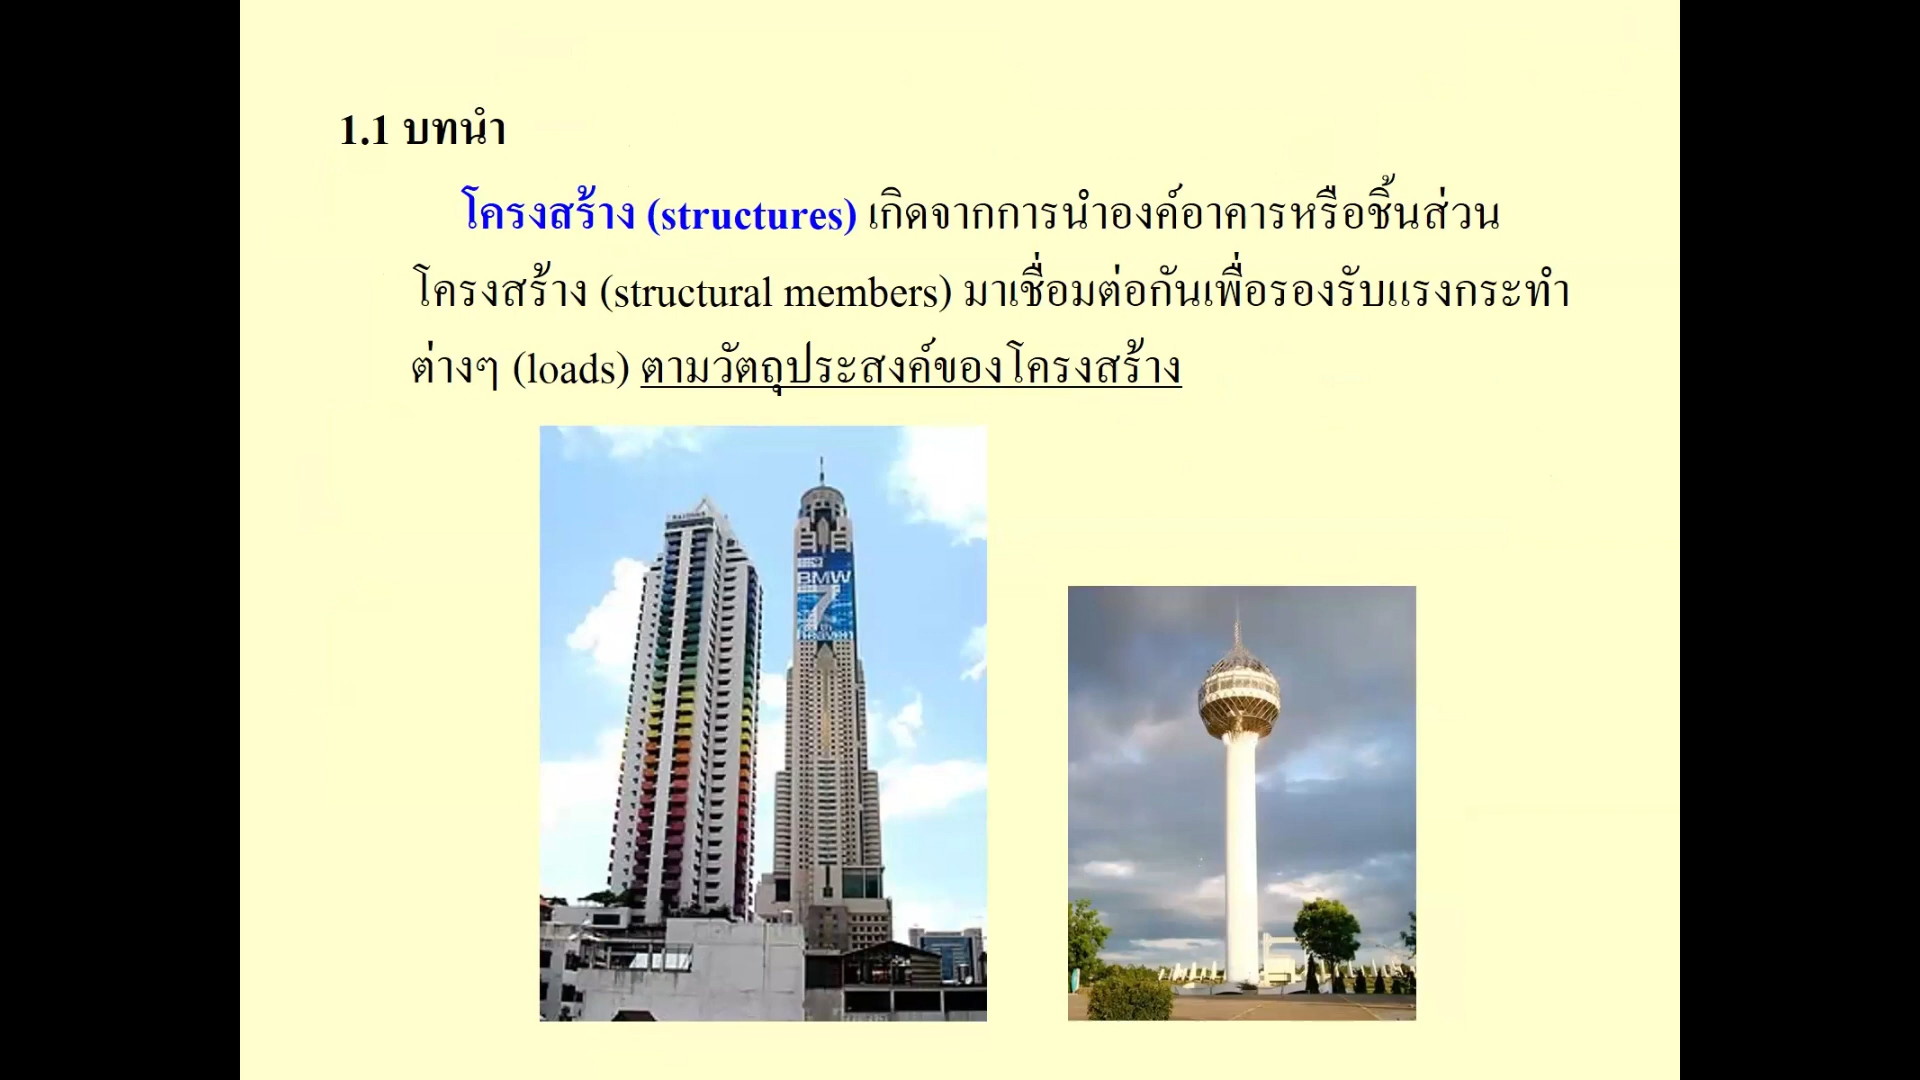 1.1 บทนำ
โครงสร้าง (structures) เกิดจากการนำองค์อาคารหรือชิ้นส่วน
โครงสร้าง (structural members) มาเชื่อมต่อกันเพื่อรองรับแรงกระทำ
ต่างๆ (loads) ตามวัตถุประสงค์ของโครงสร้าง
BMW
7